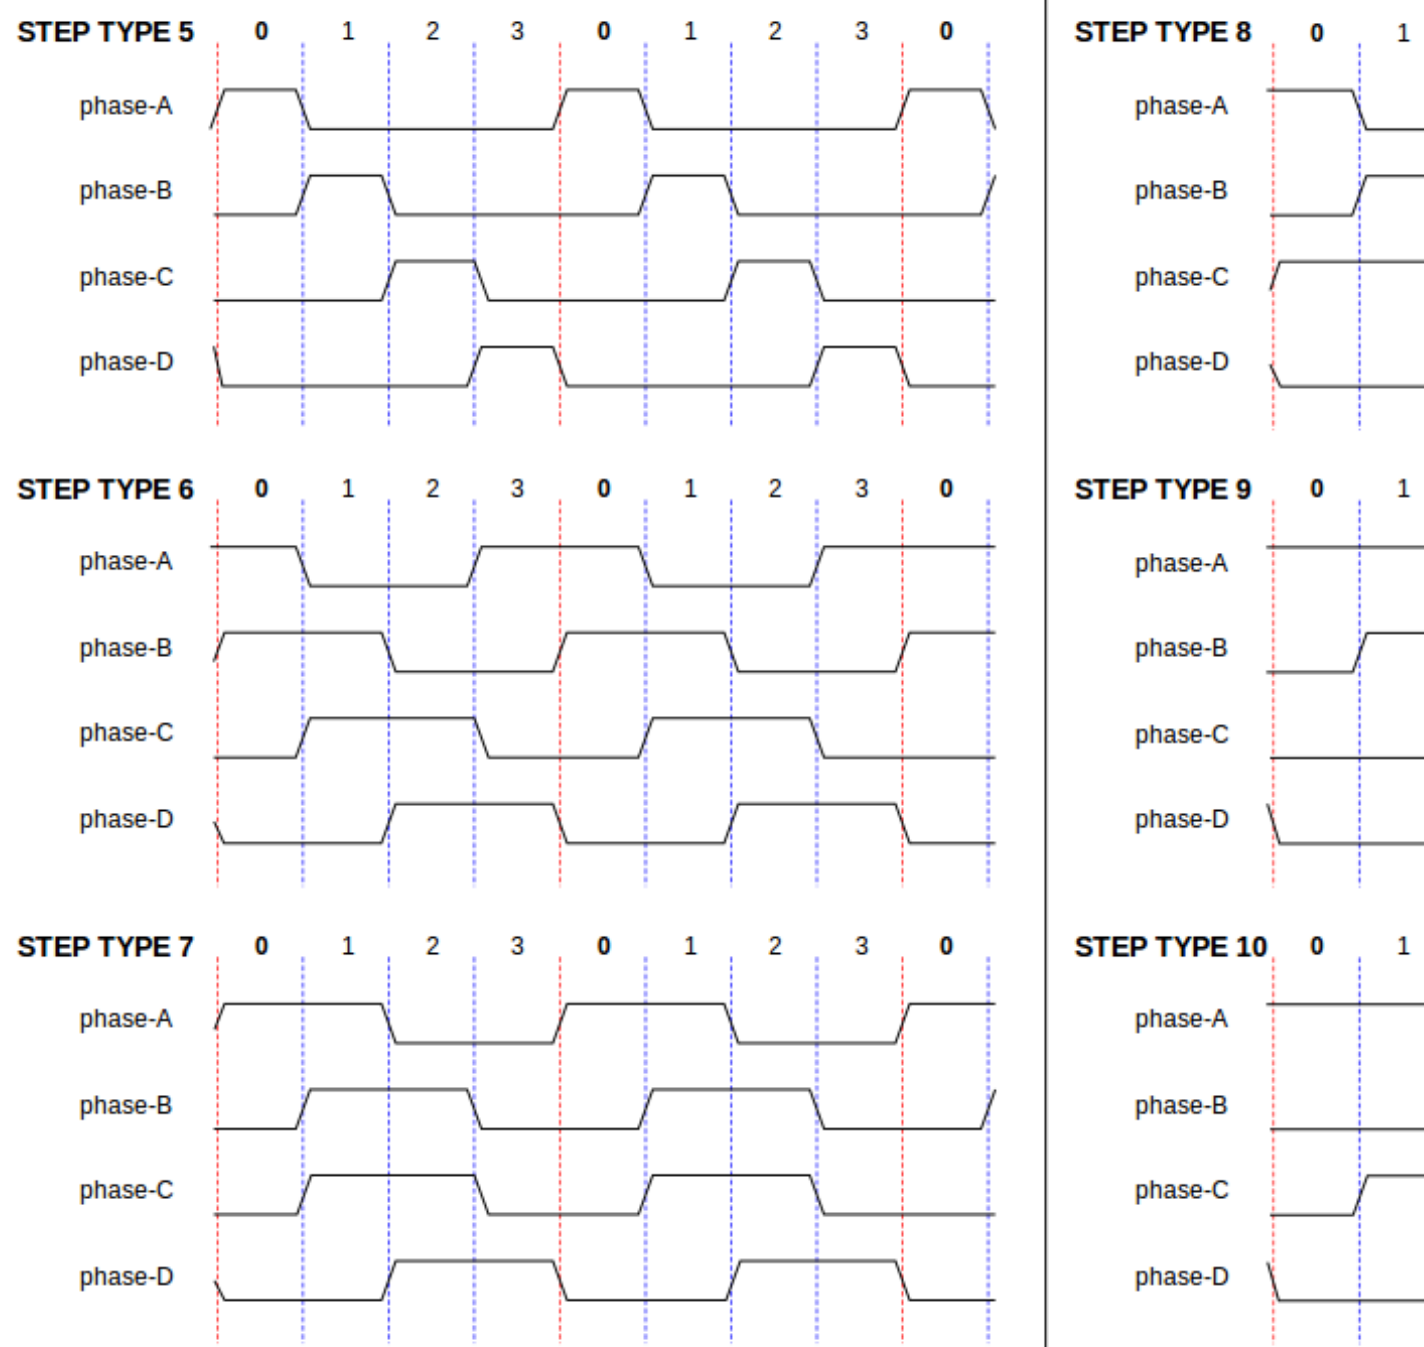 STEP TYPE 5 0 1 2 3 0 1 2 3 0
phase-A
phase-B
phase-C
phase-D
STEP TYPE 6 0 1 2 3 0 1 2 3 0
phase-A
phase-B
phase-C
phase-D
STEP TYPE 7 0 1 2 3 0 1 2 3 0
phase-A
phase-B
phase-C
phase-D
STEP TYPE 8 0 1
phase-A
phase-B
phase-C
phase-D
STEP TYPE 9 0 1
phase-A
phase-B
phase-C
phase-D
STEP TYPE 10 0 1
phase-A
phase-B
phase-C
phase-D